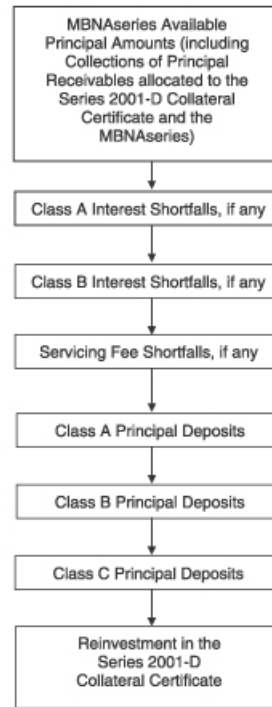 MBNAseries Available
Principal Amounts (including
Collections of Principal
Receivables allocated to the
Series 2001-D Collateral
Certificate and the
MBNAseries)
Class A Interest Shortfalls, if any
Class B Interest Shortfalls, if any
Servicing Fee Shortfalls, if any
Class A Principal Deposits
Class B Principal Deposits
Class C Principal Deposits
Reinvestment in the
Series 2001-D
Collateral Certificate